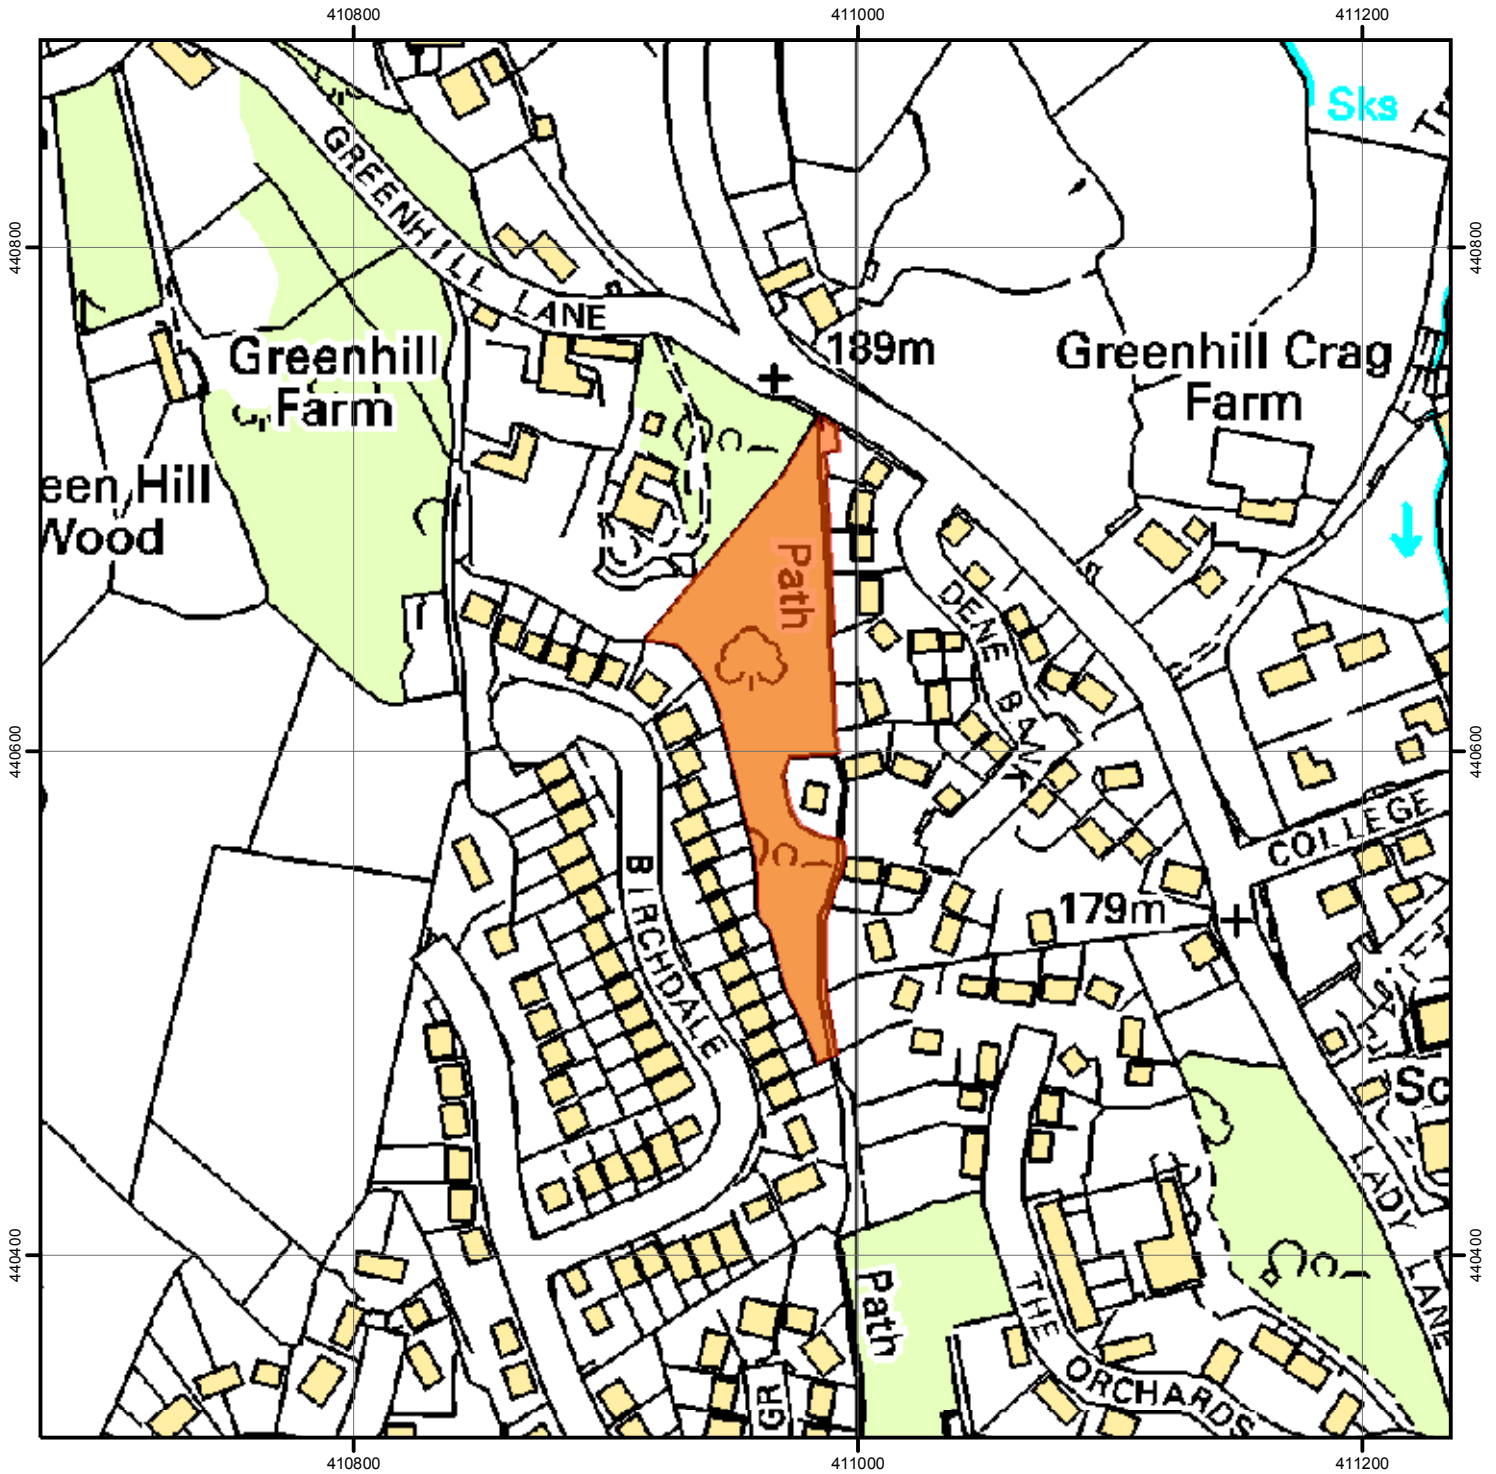 410800
411000
411200
Sks
GREENHILL LANE
440800
440800
189m
Greenhill
Farm
Greenhill Crag
Farm
een Hill
Wood
Path
DENE BANK
440600
440600
COLLEGE
BIRCHDALE
179m
Sc
LADY LANE
440400
440400
Path
THE ORCHARDS
GR
410800
411000
411200